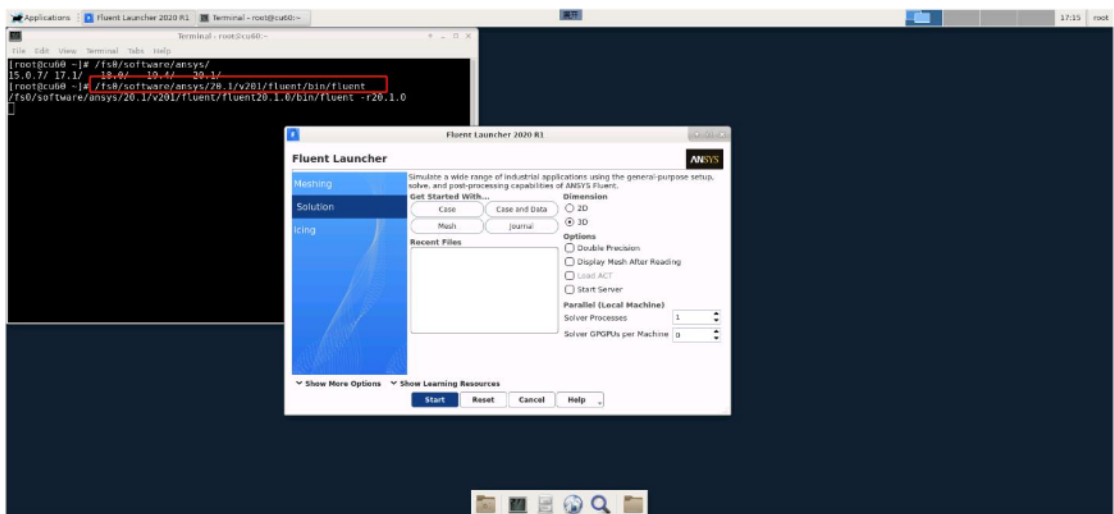 Applications Fluent Launcher 2020 R1 Terminal - root@cu60:~ 展开 17:15 root
Terminal - root@cu60:~
File Edit View Terminal Tabs Help
[root@cu60 ~]# /fs0/software/ansys/
15.0.7/ 17.1/ 18.0/ 19.4/ 20.1/
[root@cu60 ~]# /fs0/software/ansys/20.1/v201/fluent/bin/fluent
/fs0/software/ansys/20.1/v201/fluent/fluent20.1.0/bin/fluent -r20.1.0
Fluent Launcher 2020 R1
Fluent Launcher
ANSYS
Meshing
Solution
Icing
Simulate a wide range of industrial applications using the general-purpose setup,
solve, and post-processing capabilities of ANSYS Fluent.
Get Started With...
Case Case and Data
Mesh Journal
Recent Files
Dimension
2D
3D
Options
Double Precision
Display Mesh After Reading
Load ACT
Start Server
Parallel (Local Machine)
Solver Processes 1
Solver GPGPUs per Machine 0
Show More Options Show Learning Resources
Start Reset Cancel Help